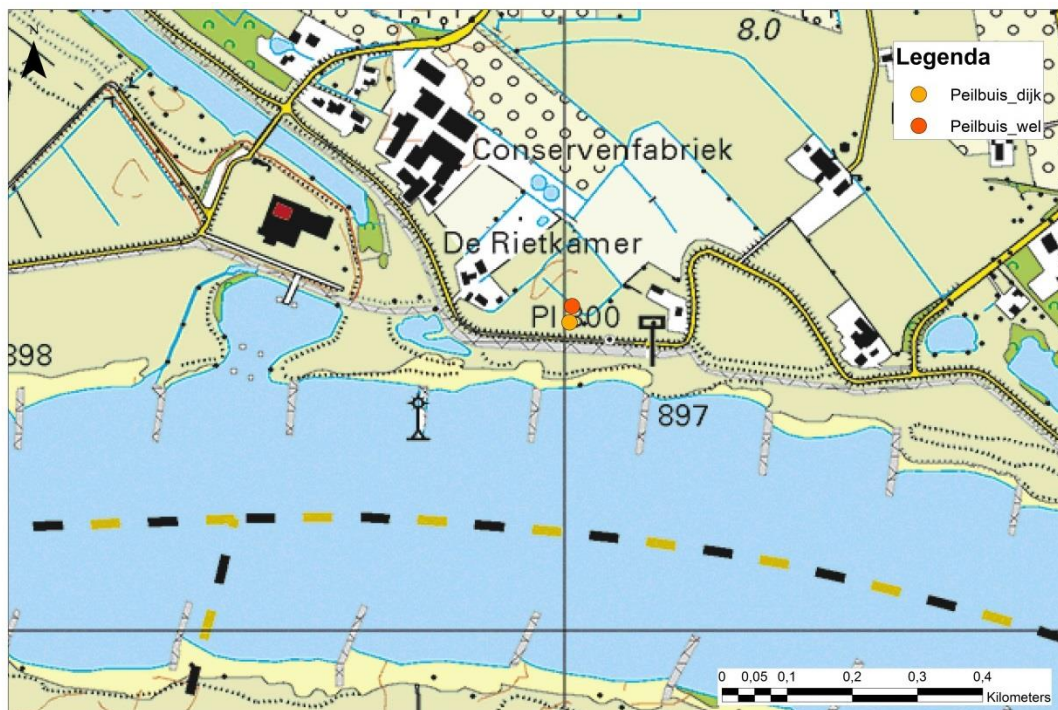 N
8.0
Legenda
Peilbuis_dijk
Peilbuis_wel
Conservenfabriek
De Rietkamer
Pl 300
898
897
0 0,05 0,1 0,2 0,3 0,4
Kilometers